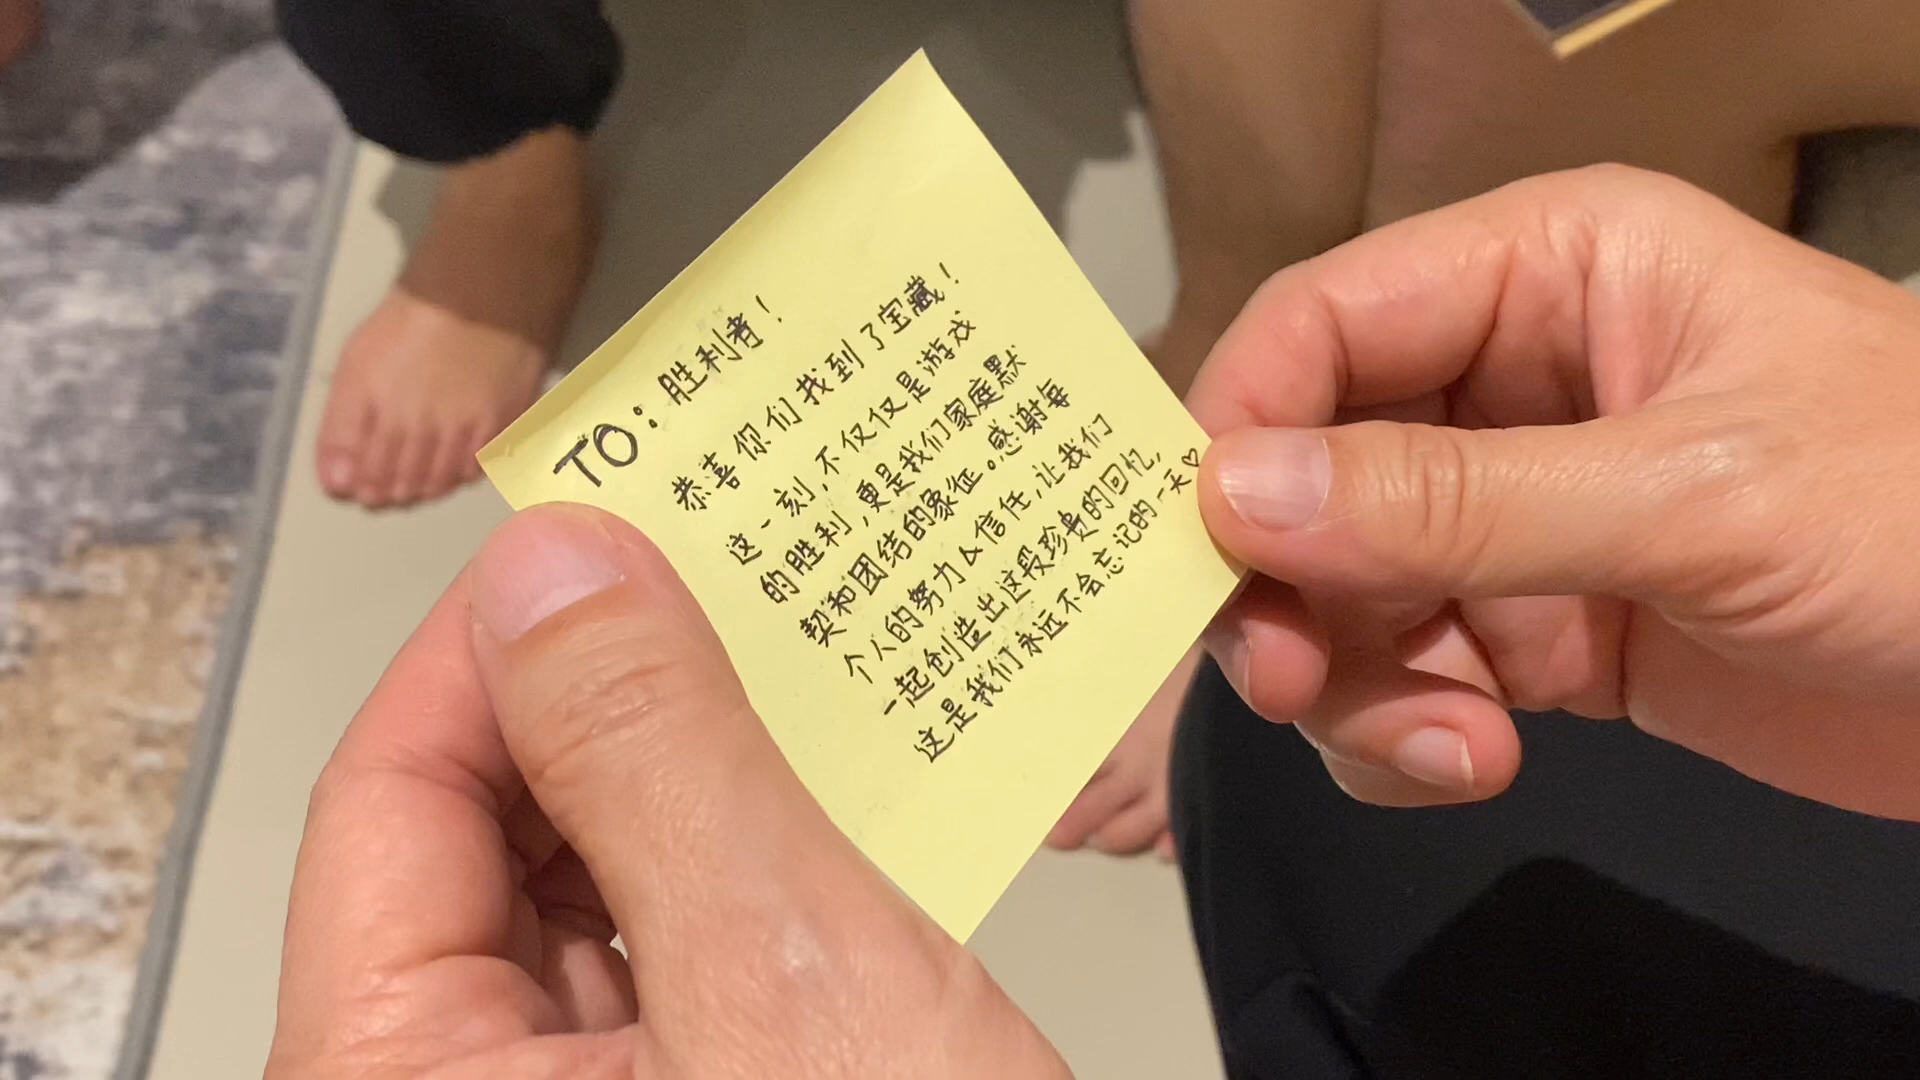 TO: 胜利者!
恭喜你们找到了宝藏!
这一刻,不仅仅是游戏
的胜利,更是我们家庭默
契和团结的象征。感谢每
个人的努力么信任,让我们
一起创造出这段珍贵的回忆,
这是我们永远不会忘记的一天♡